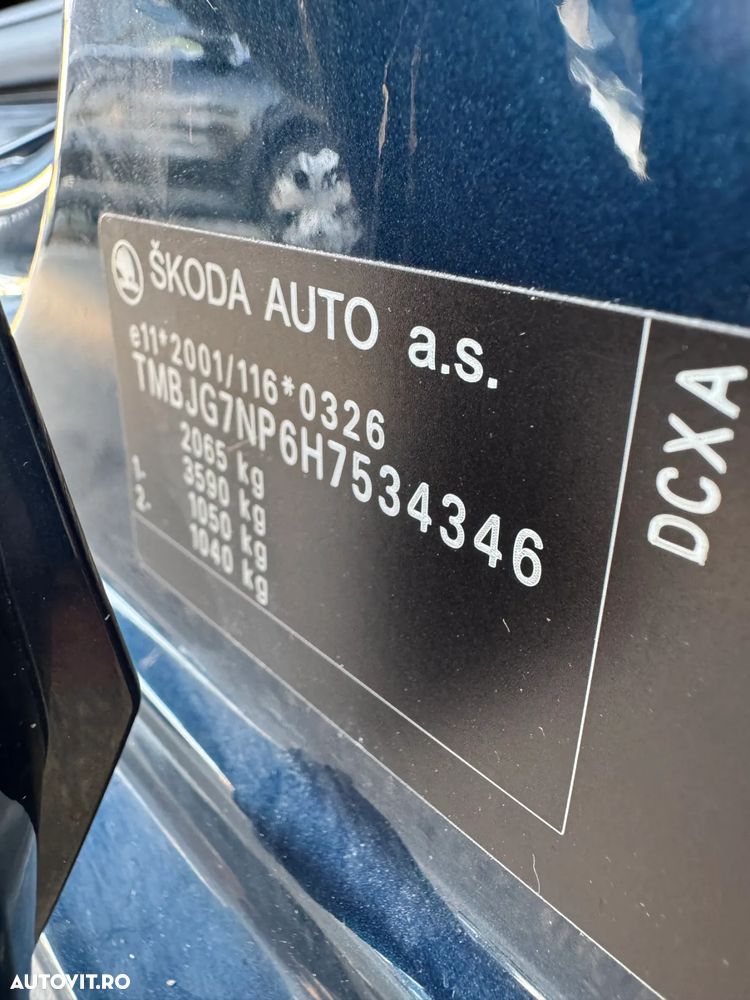 ŠKODA AUTO a.s.
e11*2001/116*0326
TMBJG7NP6H7534346
2065 kg
3590 kg
1. 1050 kg
2. 1040 kg
DCXA
AUTOVIT.RO